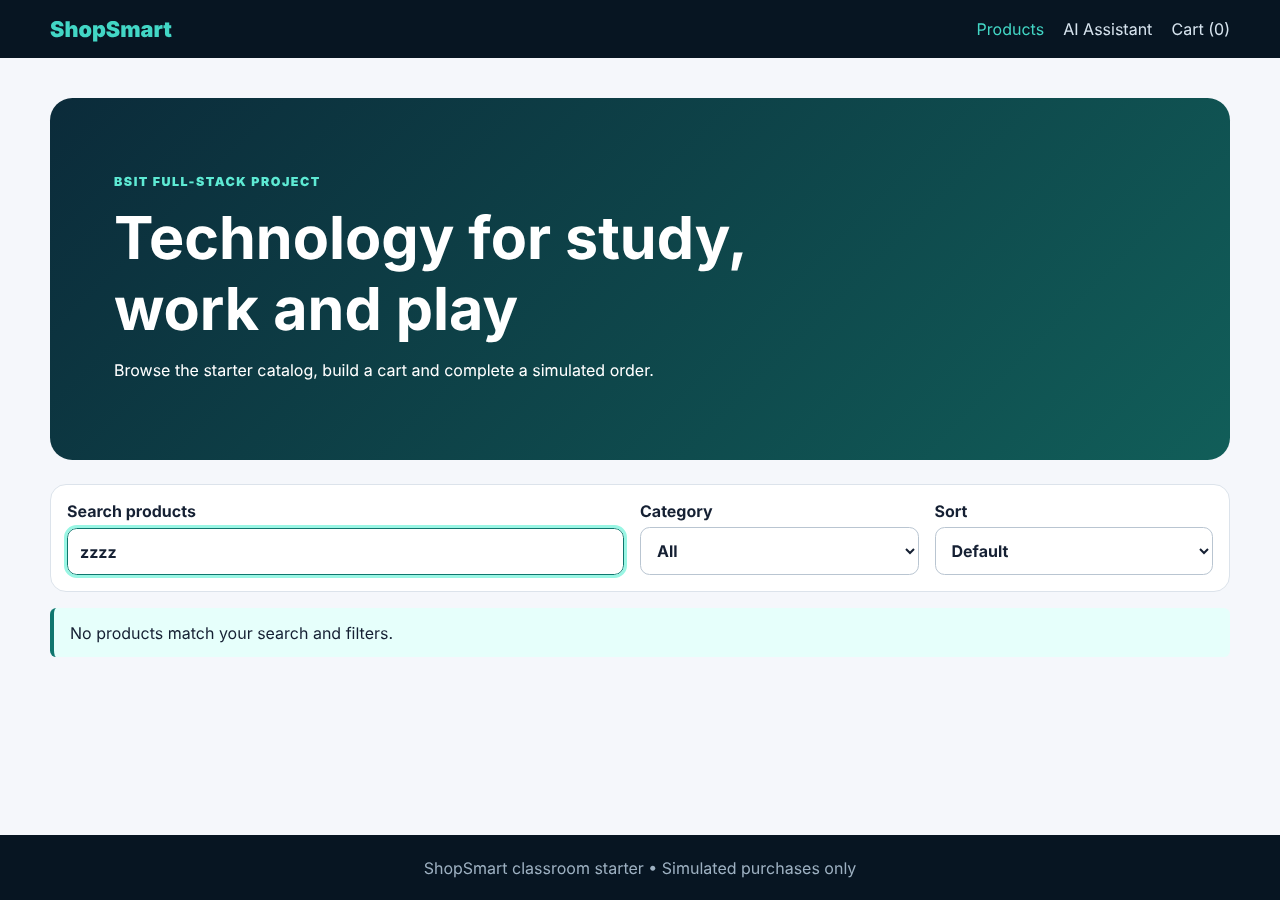 ShopSmart
Products AI Assistant Cart (0)
BSIT FULL-STACK PROJECT
Technology for study,
work and play
Browse the starter catalog, build a cart and complete a simulated order.
Search products
zzzz
Category
All
Sort
Default
No products match your search and filters.
ShopSmart classroom starter • Simulated purchases only